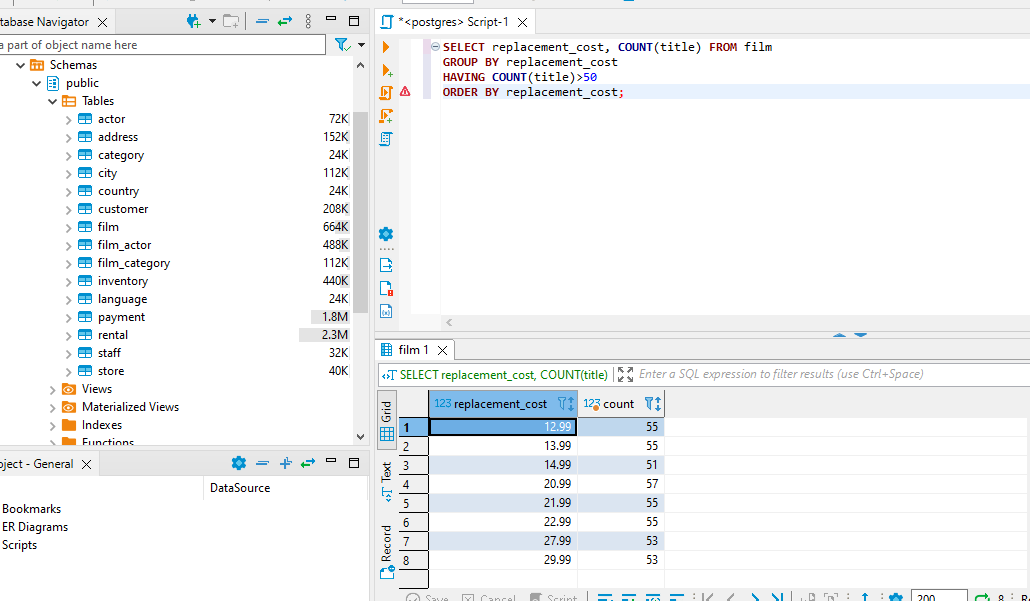 tabase Navigator
*<postgres> Script-1
a part of object name here
Schemas
public
Tables
actor 72K
address 152K
category 24K
city 112K
country 24K
customer 208K
film 664K
film_actor 488K
film_category 112K
inventory 440K
language 24K
payment 1.8M
rental 2.3M
staff 32K
store 40K
Views
Materialized Views
Indexes
Functions
SELECT replacement_cost, COUNT(title) FROM film
GROUP BY replacement_cost
HAVING COUNT(title)>50
ORDER BY replacement_cost;
oject - General
DataSource
Bookmarks
ER Diagrams
Scripts
film 1
SELECT replacement_cost, COUNT(title)
Enter a SQL expression to filter results (use Ctrl+Space)
Grid
Text
Record
123 replacement_cost 123 count
1 12.99 55
2 13.99 55
3 14.99 51
4 20.99 57
5 21.99 55
6 22.99 55
7 27.99 53
8 29.99 53
Save Cancel Script 200 8